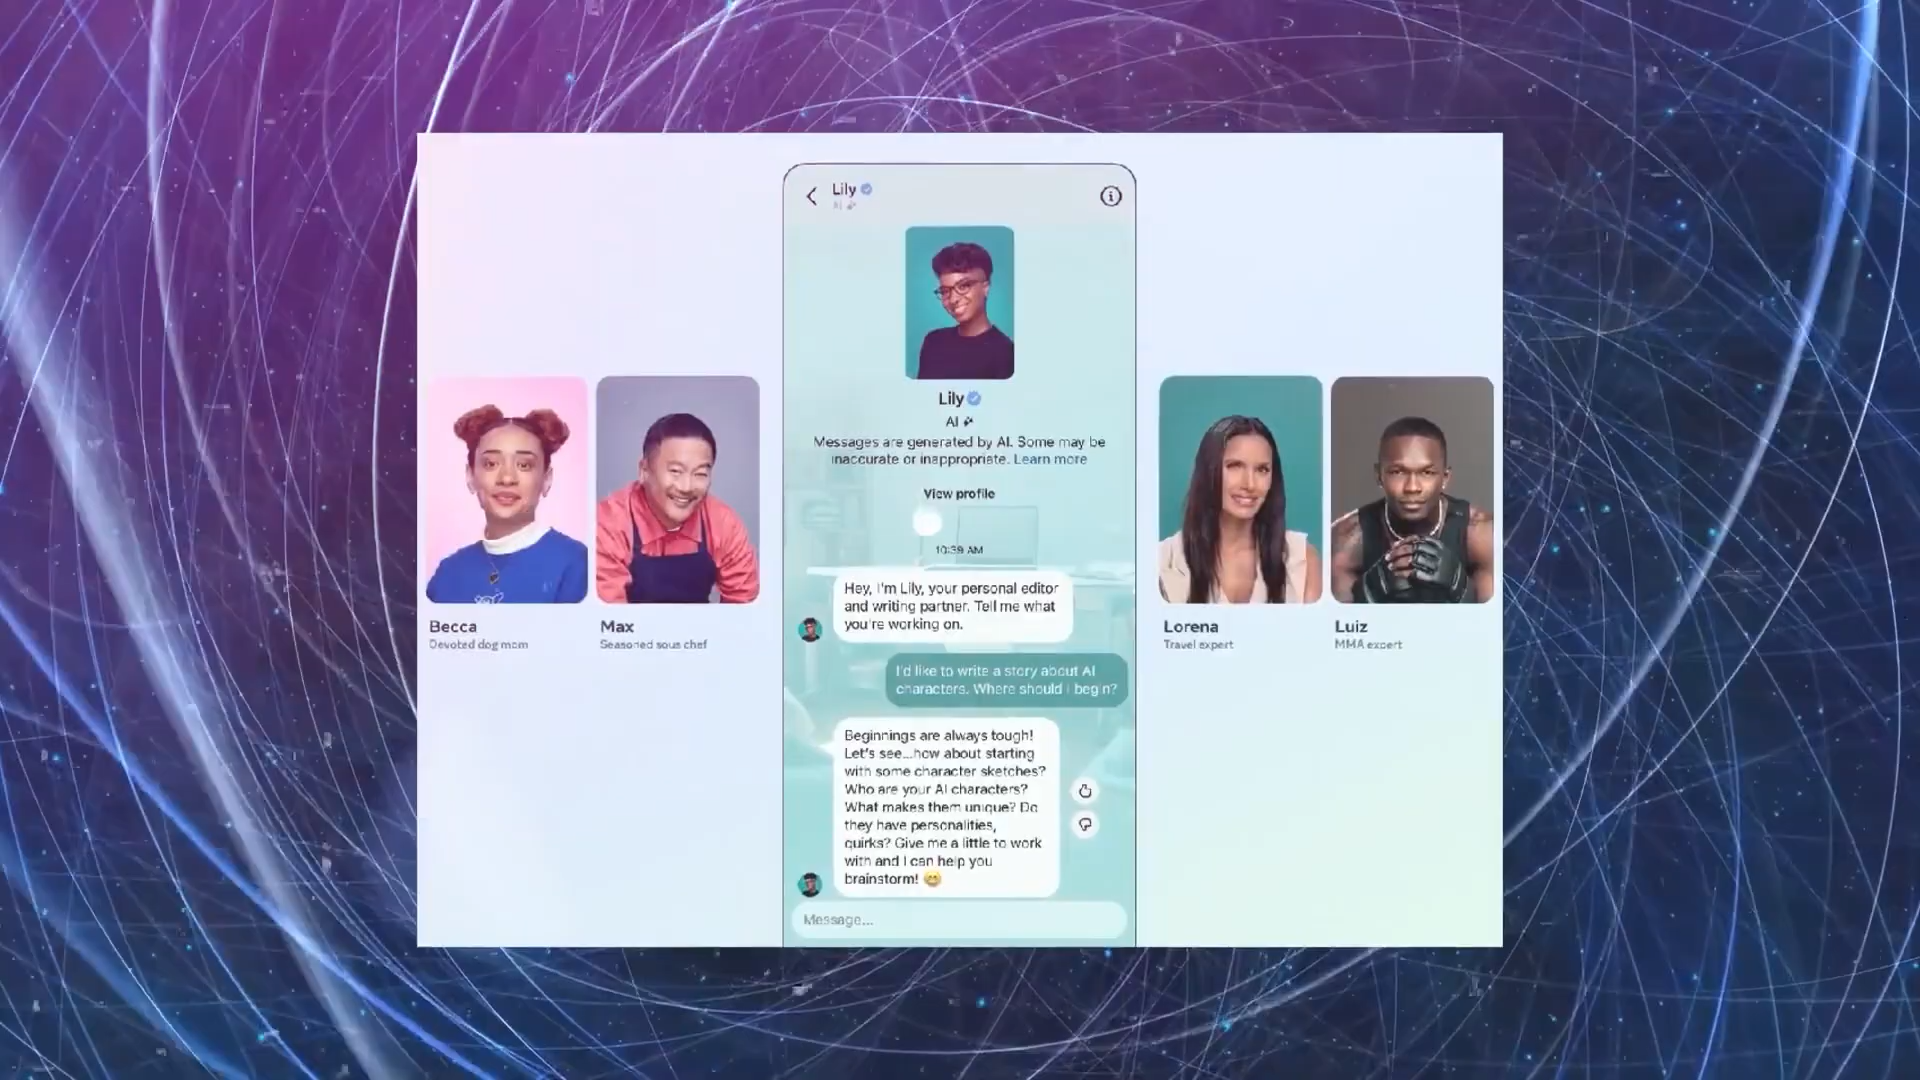 Lily
AI
Lily
AI
Messages are generated by AI. Some may be
inaccurate or inappropriate. Learn more
View profile
10:39 AM
Hey, I'm Lily, your personal editor
and writing partner. Tell me what
you're working on.
I'd like to write a story about AI
characters. Where should I begin?
Beginnings are always tough!
Let's see...how about starting
with some character sketches?
Who are your AI characters?
What makes them unique? Do
they have personalities,
quirks? Give me a little to work
with and I can help you
brainstorm! 😁
Message...
Becca
Devoted dog mom
Max
Seasoned sous chef
Lorena
Travel expert
Luiz
MMA expert